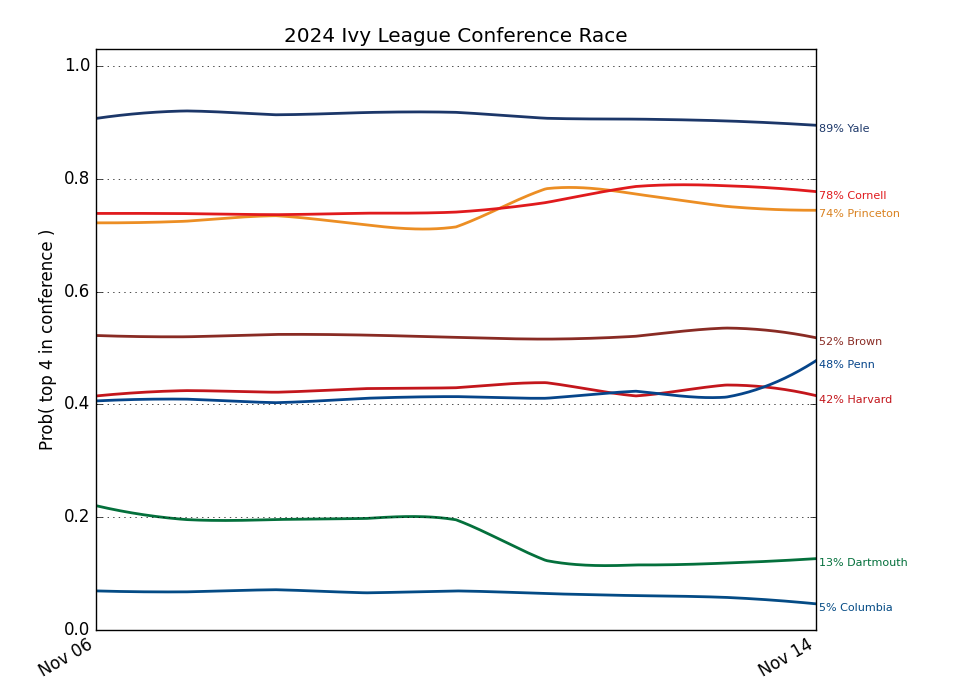 2024 Ivy League Conference Race
Prob( top 4 in conference )
1.0
0.8
0.6
0.4
0.2
0.0
Nov 06
Nov 14
89% Yale
78% Cornell
74% Princeton
52% Brown
48% Penn
42% Harvard
13% Dartmouth
5% Columbia